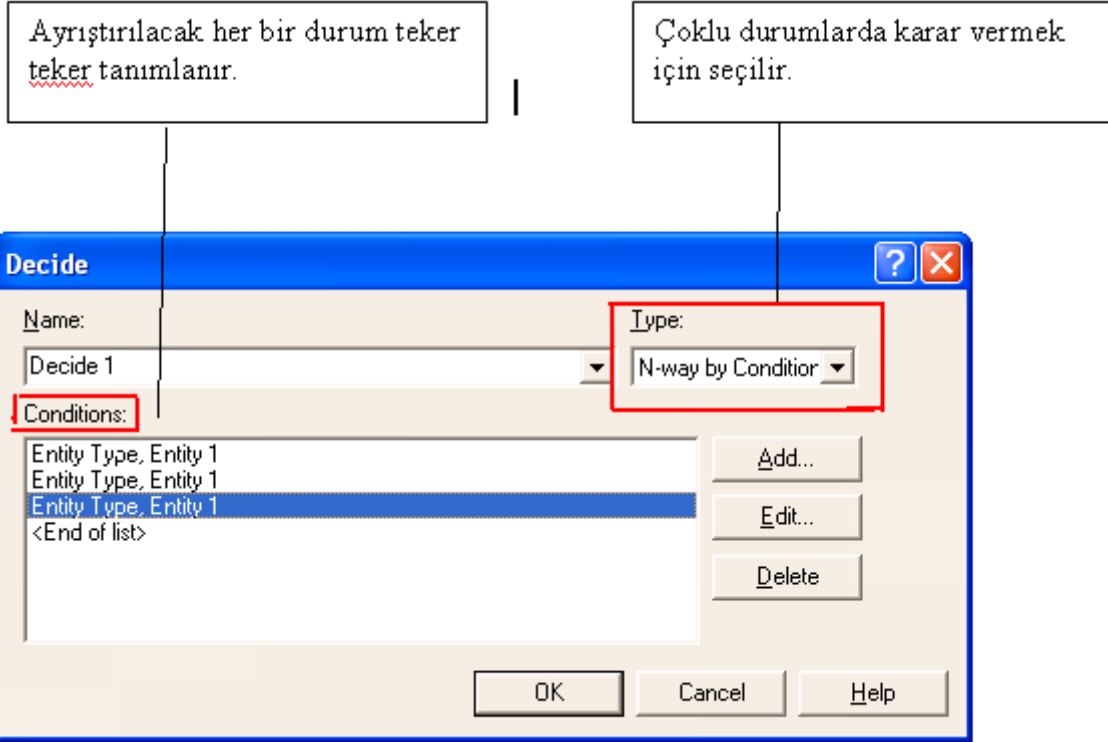 Ayrıştırılacak her bir durum teker
teker tanımlanır.
Çoklu durumlarda karar vermek
için seçilir.
Decide
Name:
Type:
Decide 1
N-way by Condition
Conditions:
Entity Type, Entity 1
Entity Type, Entity 1
Entity Type, Entity 1
<End of list>
Add...
Edit...
Delete
OK
Cancel
Help